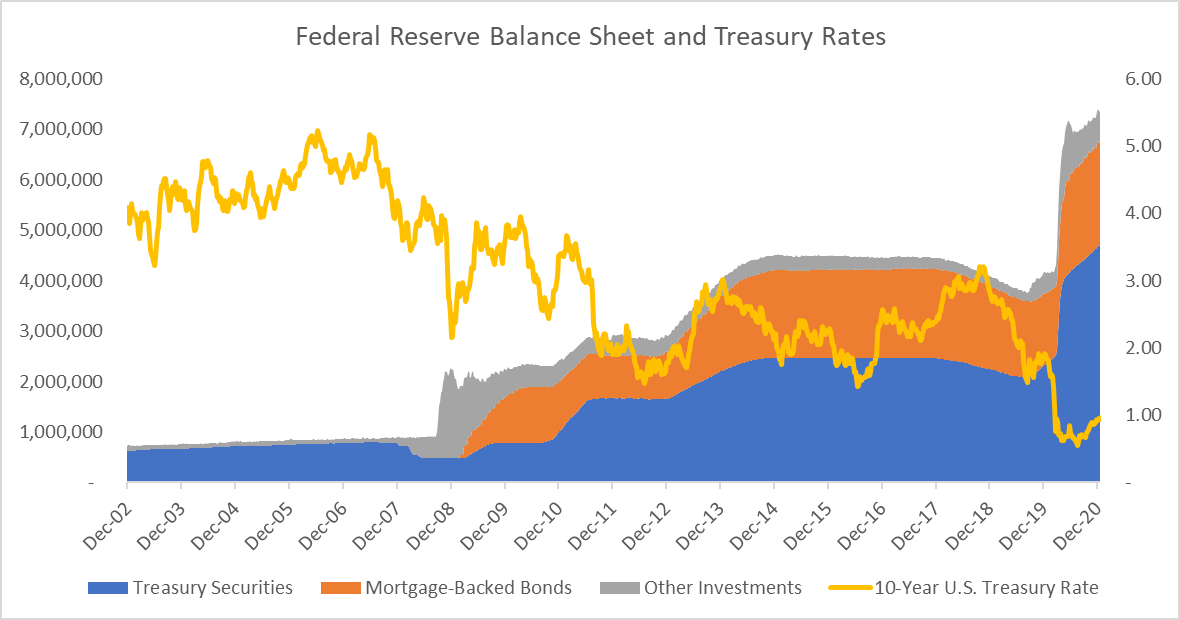 Federal Reserve Balance Sheet and Treasury Rates
8,000,000
7,000,000
6,000,000
5,000,000
4,000,000
3,000,000
2,000,000
1,000,000
-
6.00
5.00
4.00
3.00
2.00
1.00
-
Dec-02
Dec-03
Dec-04
Dec-05
Dec-06
Dec-07
Dec-08
Dec-09
Dec-10
Dec-11
Dec-12
Dec-13
Dec-14
Dec-15
Dec-16
Dec-17
Dec-18
Dec-19
Dec-20
Treasury Securities
Mortgage-Backed Bonds
Other Investments
10-Year U.S. Treasury Rate